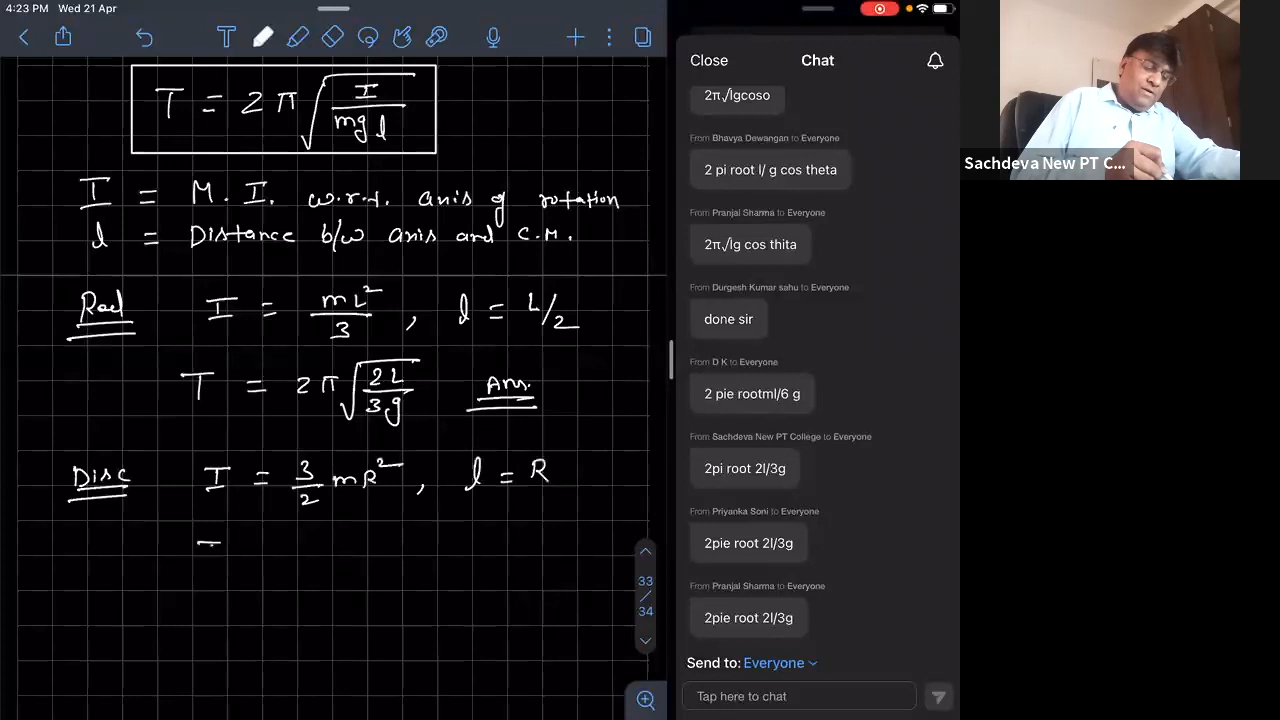 4:23 PM Wed 21 Apr
T = 2π√(I/mgl)
I = M.I. w.r.t. axis of rotation
l = Distance b/w axis and C.M.
Rod I = mL²/3, l = L/2
T = 2π√(2L/3g) Ans.
Disc I = 3/2 mR², l = R
33
/
34
Close Chat
2π√lgcoso
From Bhavya Dewangan to Everyone
2 pi root l/ g cos theta
From Pranjal Sharma to Everyone
2π√lg cos thita
From Durgesh Kumar sahu to Everyone
done sir
From D K to Everyone
2 pie rootml/6 g
From Sachdeva New PT College to Everyone
2pi root 2l/3g
From Priyanka Soni to Everyone
2pie root 2l/3g
From Pranjal Sharma to Everyone
2pie root 2l/3g
Send to: Everyone
Tap here to chat
Sachdeva New PT C...